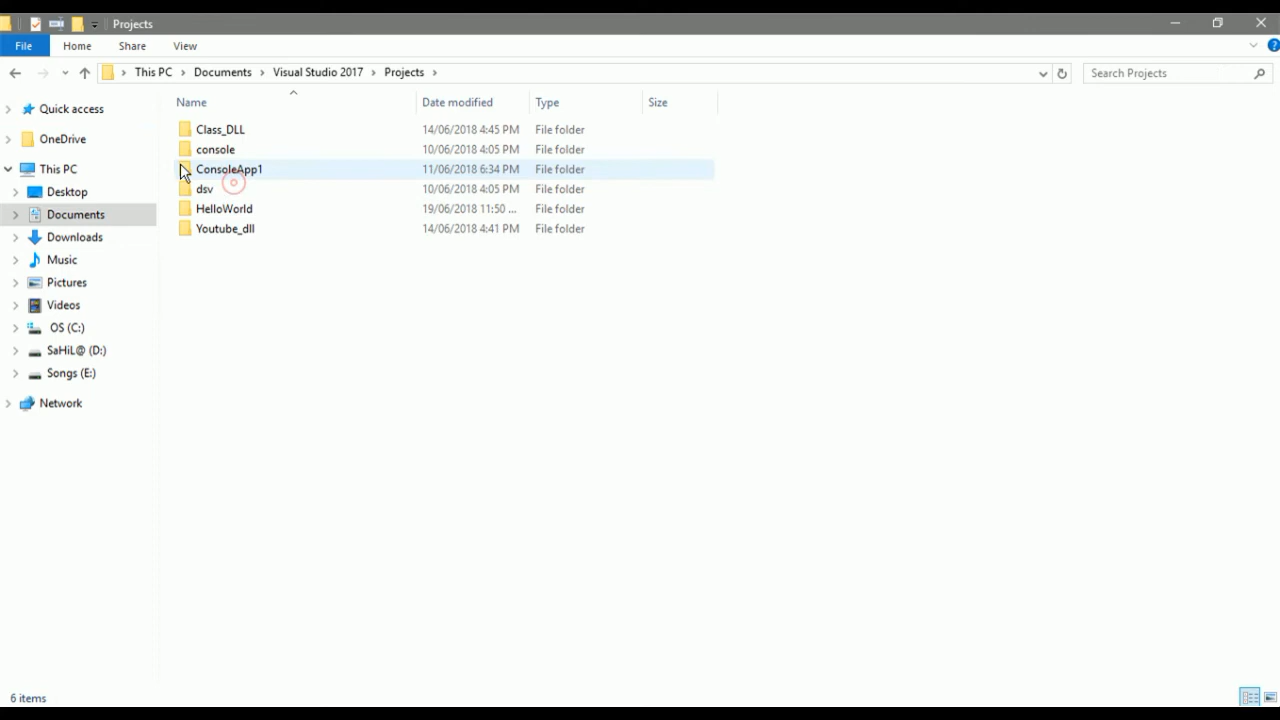 Projects
File Home Share View
This PC Documents Visual Studio 2017 Projects Search Projects
Name Date modified Type Size
Quick access
OneDrive
This PC
Desktop
Documents
Downloads
Music
Pictures
Videos
OS (C:)
SaHiL@ (D:)
Songs (E:)
Network
Class_DLL 14/06/2018 4:45 PM File folder
console 10/06/2018 4:05 PM File folder
ConsoleApp1 11/06/2018 6:34 PM File folder
dsv 10/06/2018 4:05 PM File folder
HelloWorld 19/06/2018 11:50 ... File folder
Youtube_dll 14/06/2018 4:41 PM File folder
6 items